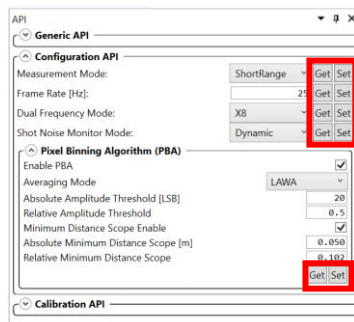 API
Generic API
Configuration API
Measurement Mode: ShortRange Get Set
Frame Rate [Hz]: 25 Get Set
Dual Frequency Mode: X8 Get Set
Shot Noise Monitor Mode: Dynamic Get Set
Pixel Binning Algorithm (PBA)
Enable PBA
Averaging Mode LAWA
Absolute Amplitude Threshold [LSB] 20
Relative Amplitude Threshold 0.5
Minimum Distance Scope Enable
Absolute Minimum Distance Scope [m] 0.050
Relative Minimum Distance Scope 0.102
Get Set
Calibration API